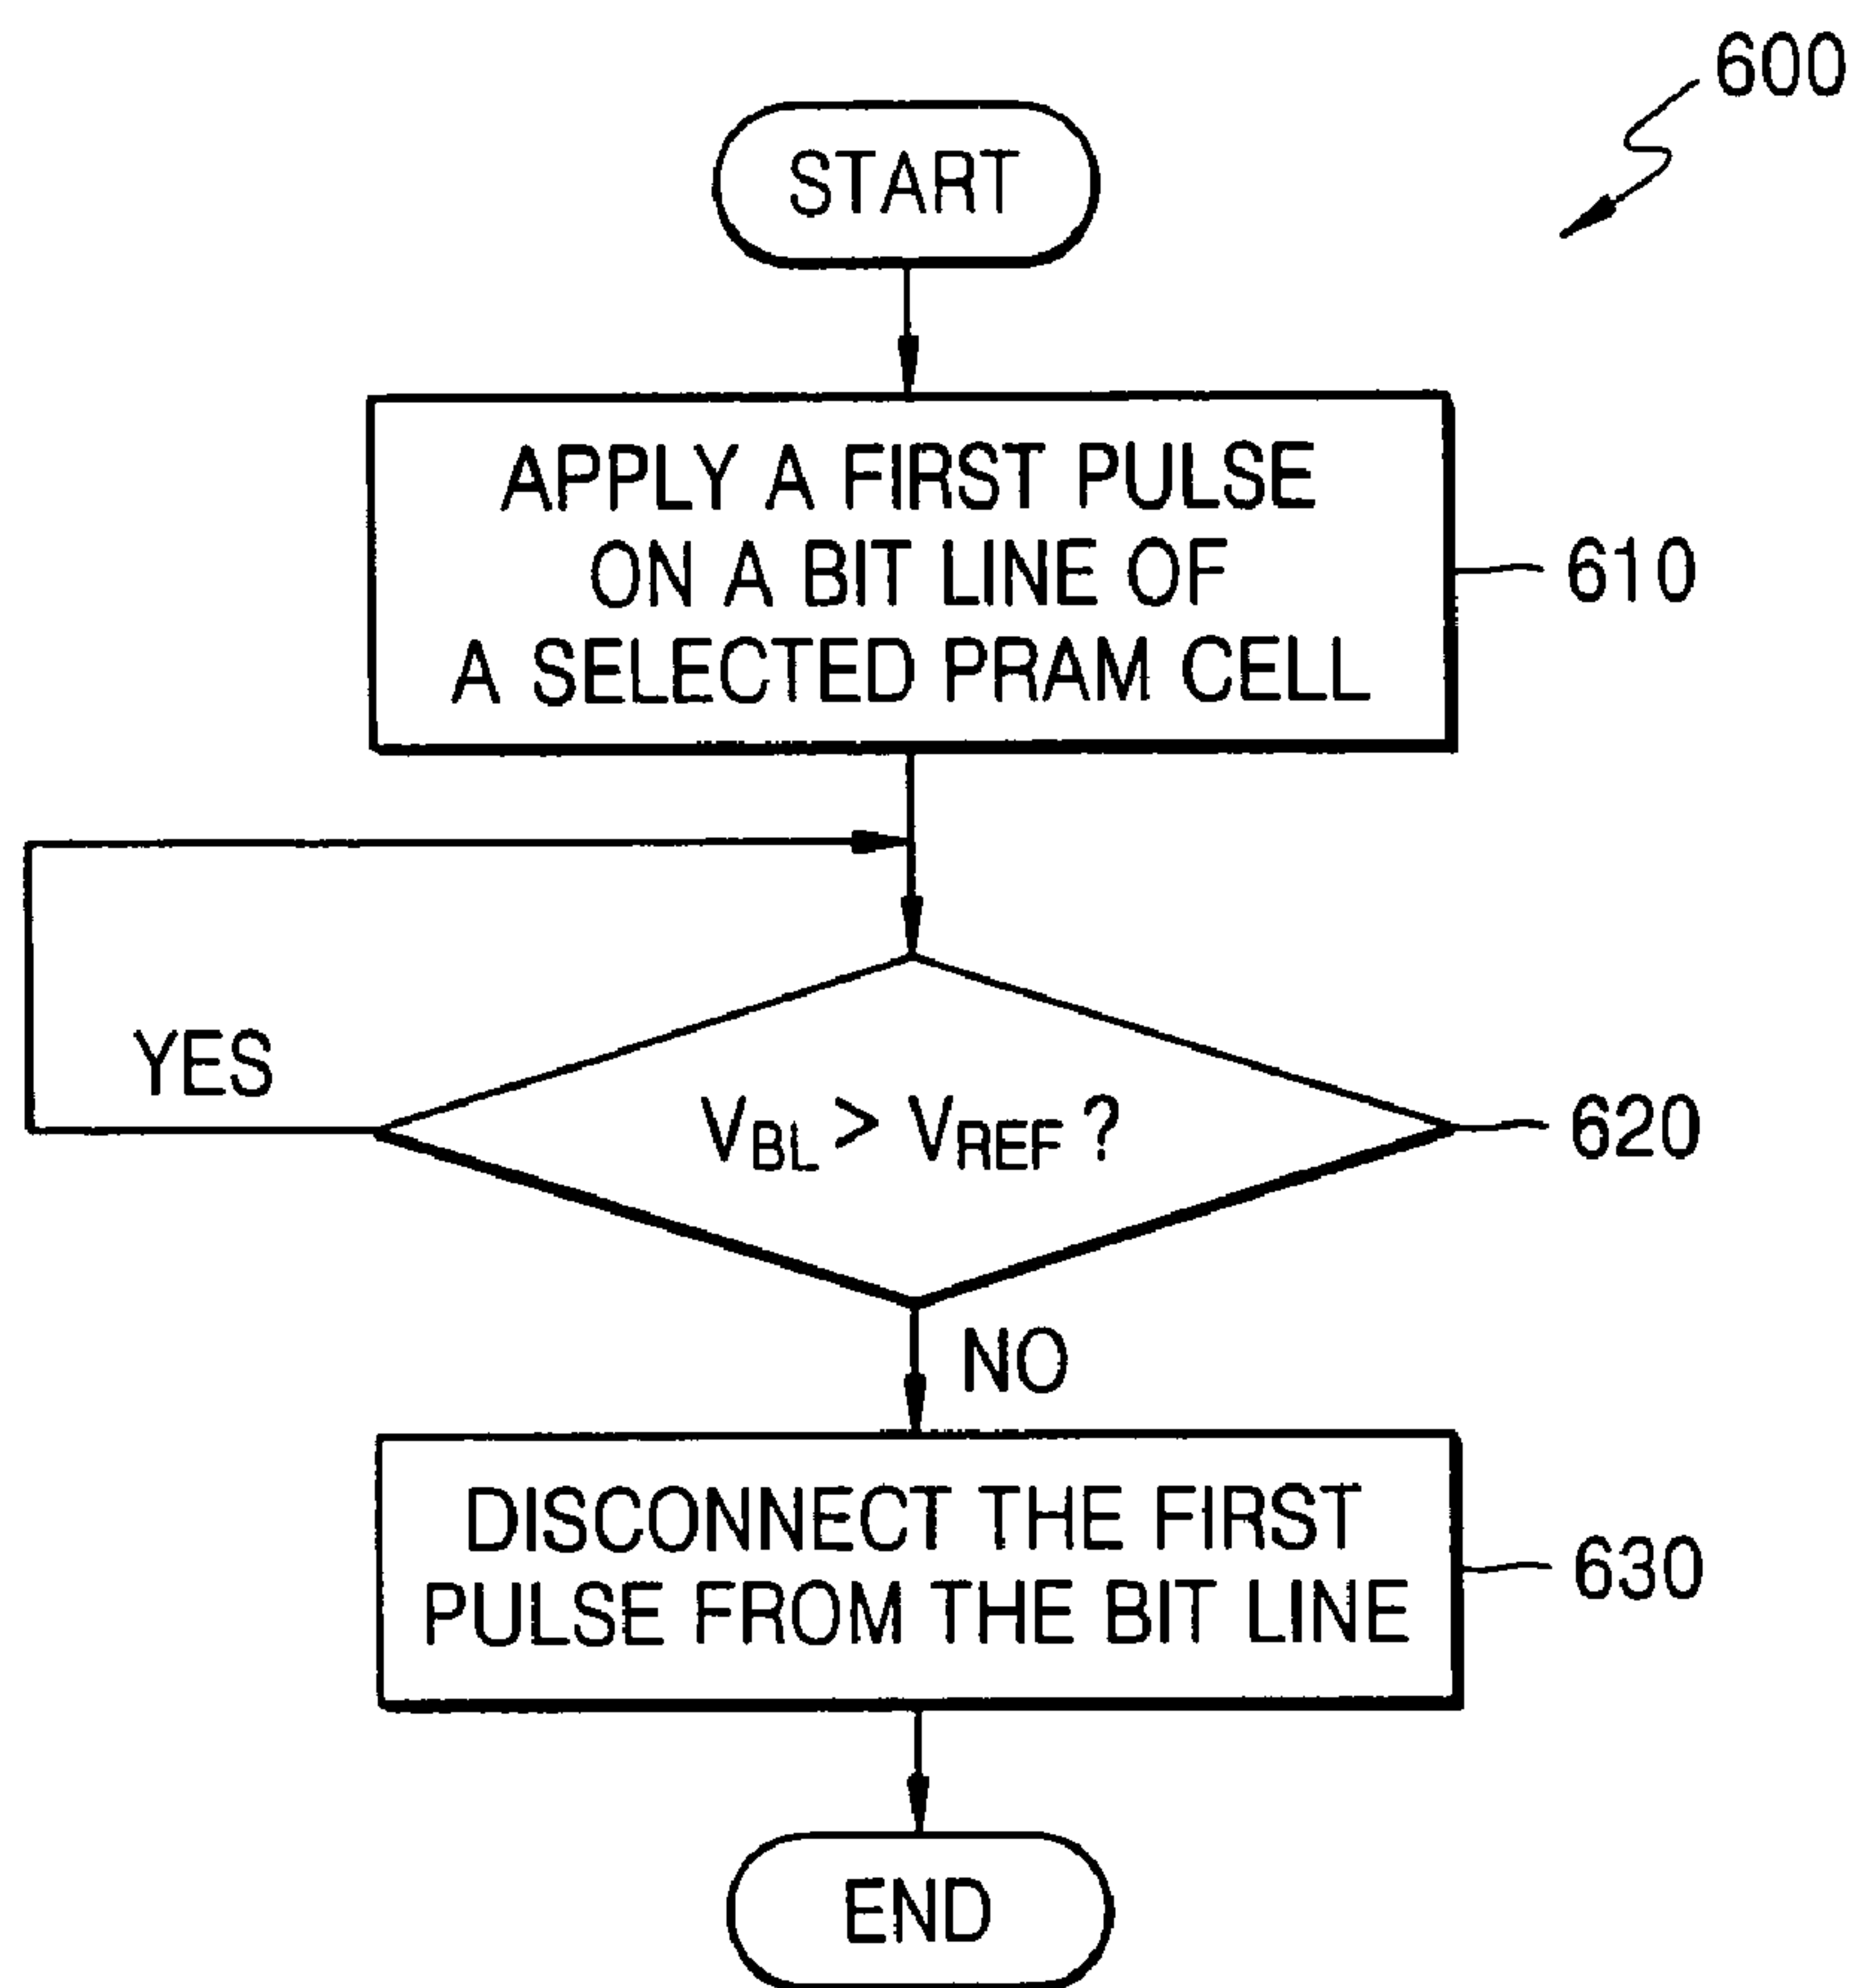 600
START
APPLY A FIRST PULSE
ON A BIT LINE OF
A SELECTED PRAM CELL
610
YES
VBL > VREF ?
620
NO
DISCONNECT THE FIRST
PULSE FROM THE BIT LINE
630
END